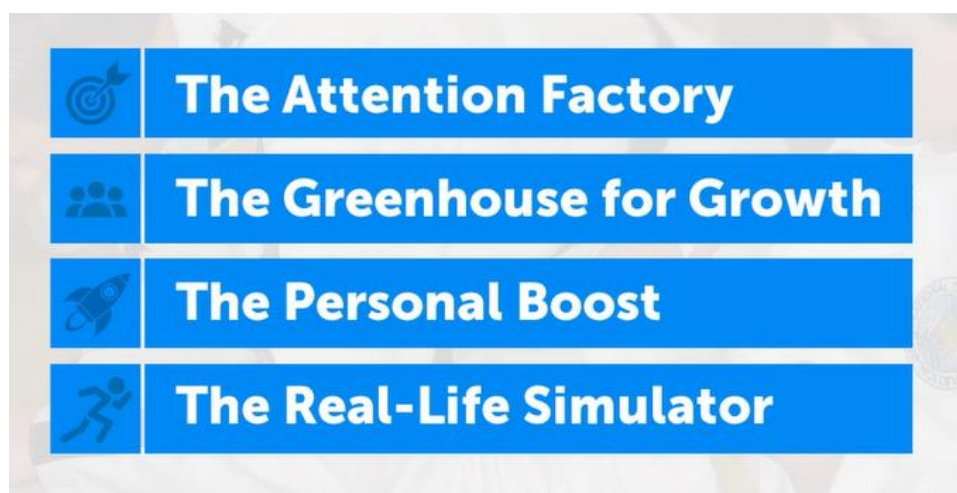 The Attention Factory
The Greenhouse for Growth
The Personal Boost
The Real-Life Simulator